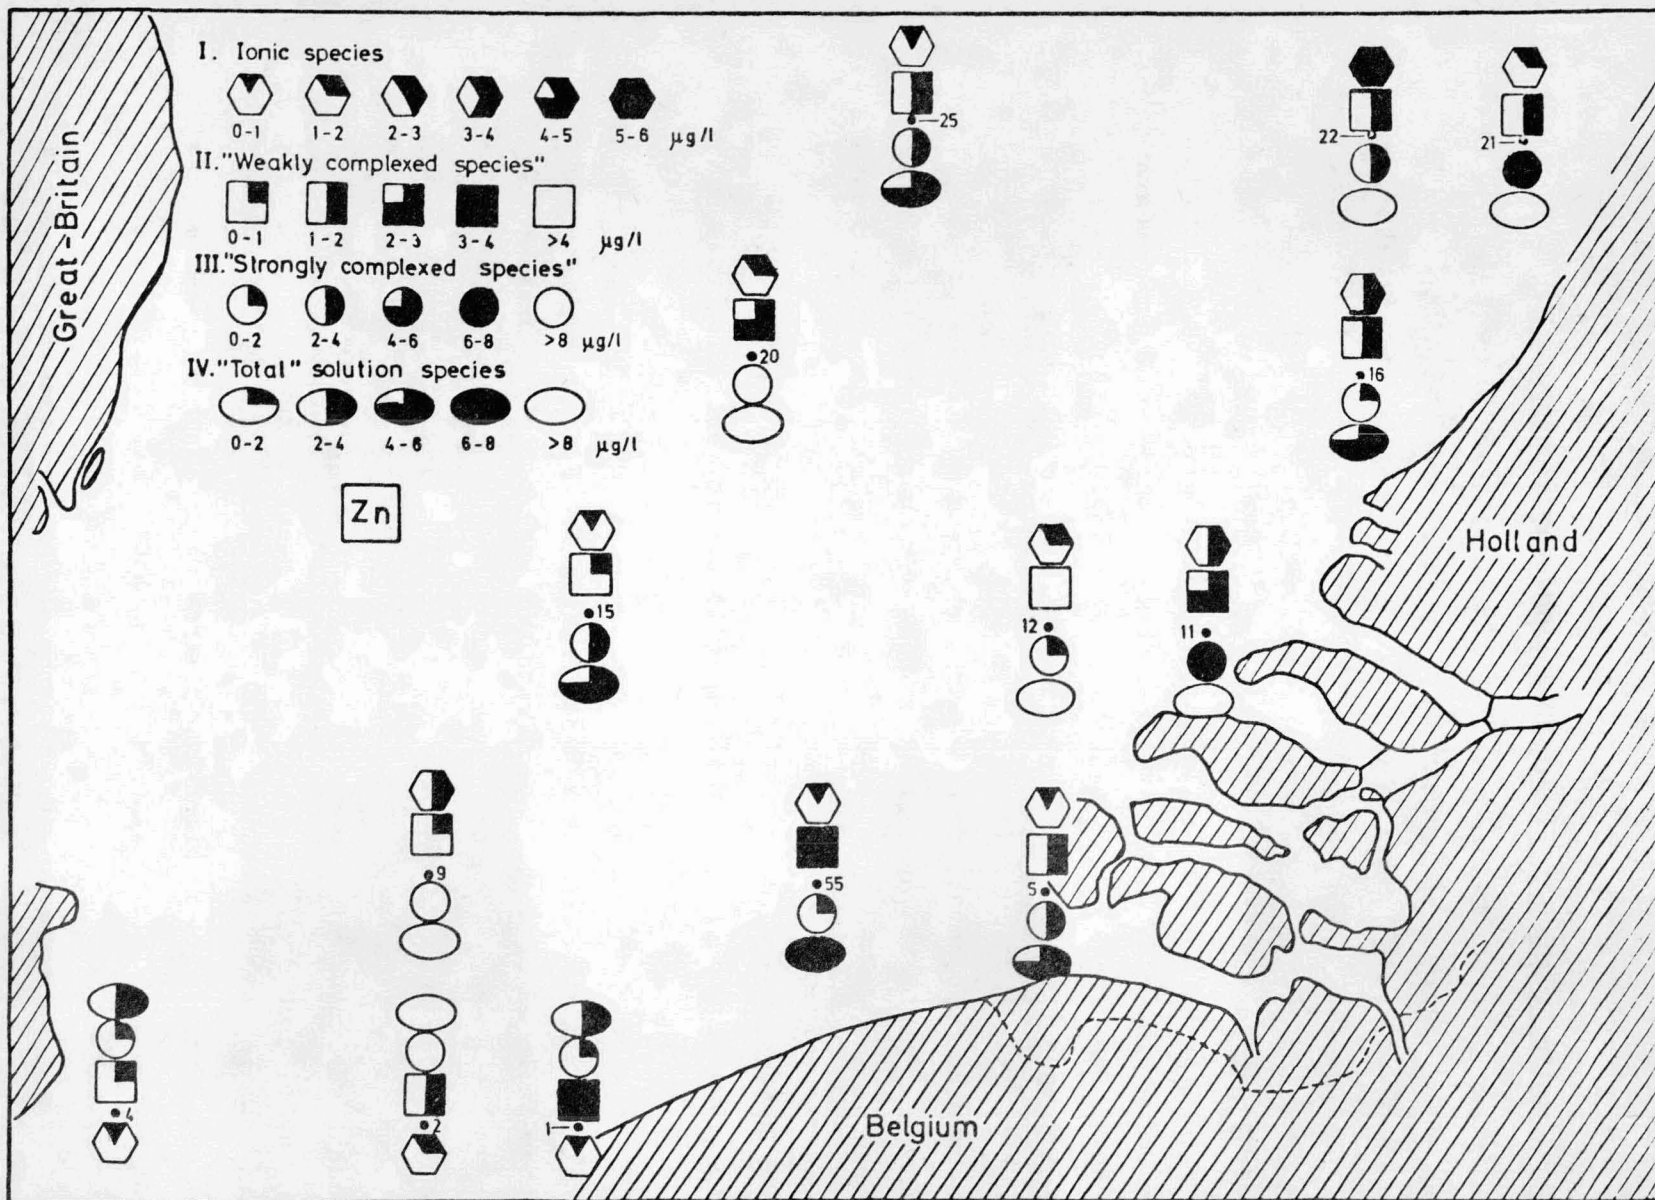 I. Ionic species
0-1 1-2 2-3 3-4 4-5 5-6 µg/l
II."Weakly complexed species"
0-1 1-2 2-3 3-4 >4 µg/l
III."Strongly complexed species"
0-2 2-4 4-6 6-8 >8 µg/l
IV."Total" solution species
0-2 2-4 4-6 6-8 >8 µg/l
Great-Britain
Zn
25
22
21
20
16
Holland
15
12
11
9
55
5
4
2
1
Belgium